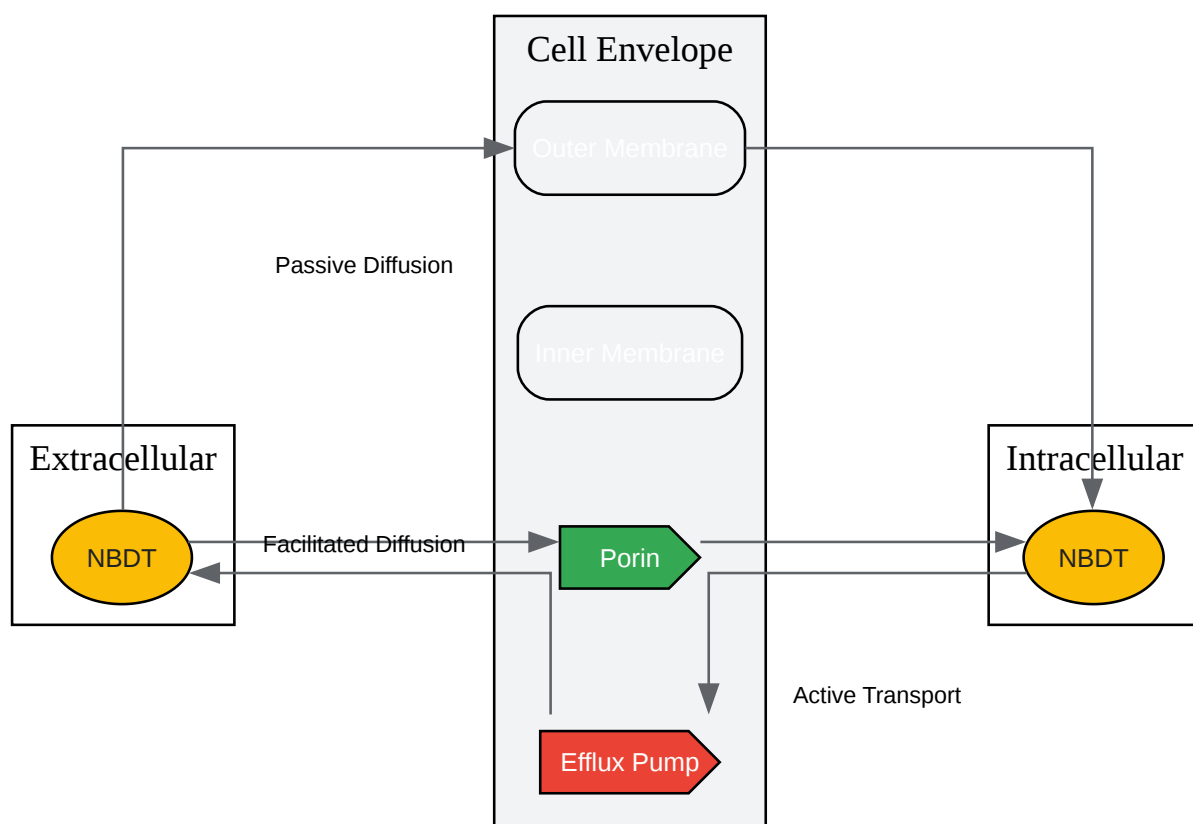 Cell Envelope
Outer Membrane
Passive Diffusion
Inner Membrane
Extracellular
Intracellular
NBDT
Facilitated Diffusion
Porin
NBDT
Active Transport
Efflux Pump